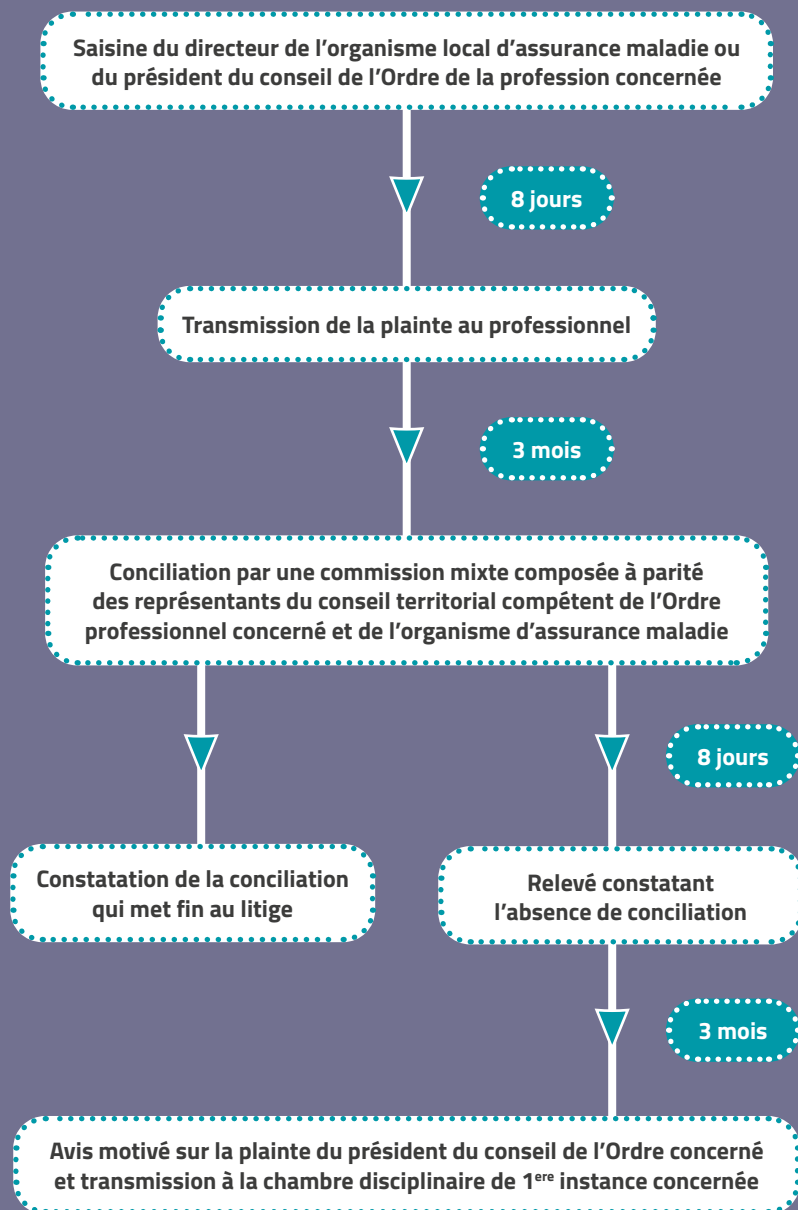 Saisine du directeur de l’organisme local d’assurance maladie ou
du président du conseil de l’Ordre de la profession concernée
8 jours
Transmission de la plainte au professionnel
3 mois
Conciliation par une commission mixte composée à parité
des représentants du conseil territorial compétent de l’Ordre
professionnel concerné et de l’organisme d’assurance maladie
8 jours
Constatation de la conciliation
qui met fin au litige
Relevé constatant
l’absence de conciliation
3 mois
Avis motivé sur la plainte du président du conseil de l’Ordre concerné
et transmission à la chambre disciplinaire de 1ere instance concernée